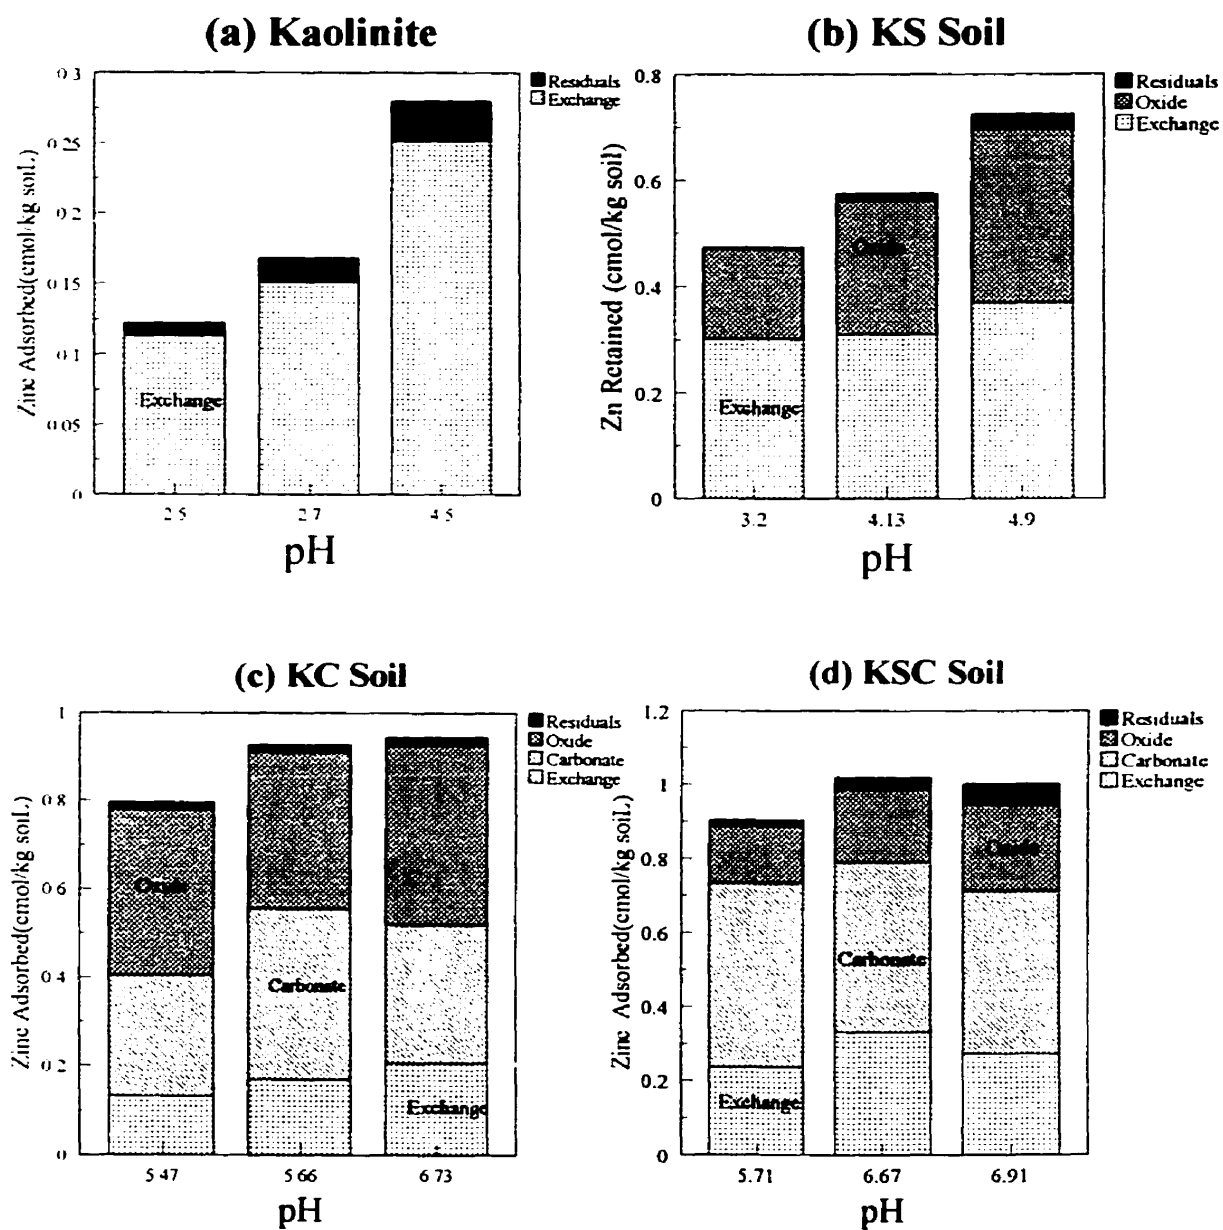 (a) Kaolinite
Zinc Adsorbed(cmol/kg soil.)
0.3
0.25
0.2
0.15
0.1
0.05
0
Exchange
2.5
2.7
4.5
pH
Residuals
Exchange
(b) KS Soil
Zn Retained (cmol/kg soil)
0.8
0.6
0.4
0.2
0
Oxide
Exchange
3.2
4.13
4.9
pH
Residuals
Oxide
Exchange
(c) KC Soil
Zinc Adsorbed(cmol/kg soil.)
1
0.8
0.6
0.4
0.2
0
Oxide
Carbonate
Exchange
5.47
5.66
6.73
pH
Residuals
Oxide
Carbonate
Exchange
(d) KSC Soil
Zinc Adsorbed(cmol/kg soil.)
1.2
1
0.8
0.6
0.4
0.2
0
Oxide
Carbonate
Exchange
5.71
6.67
6.91
pH
Residuals
Oxide
Carbonate
Exchange